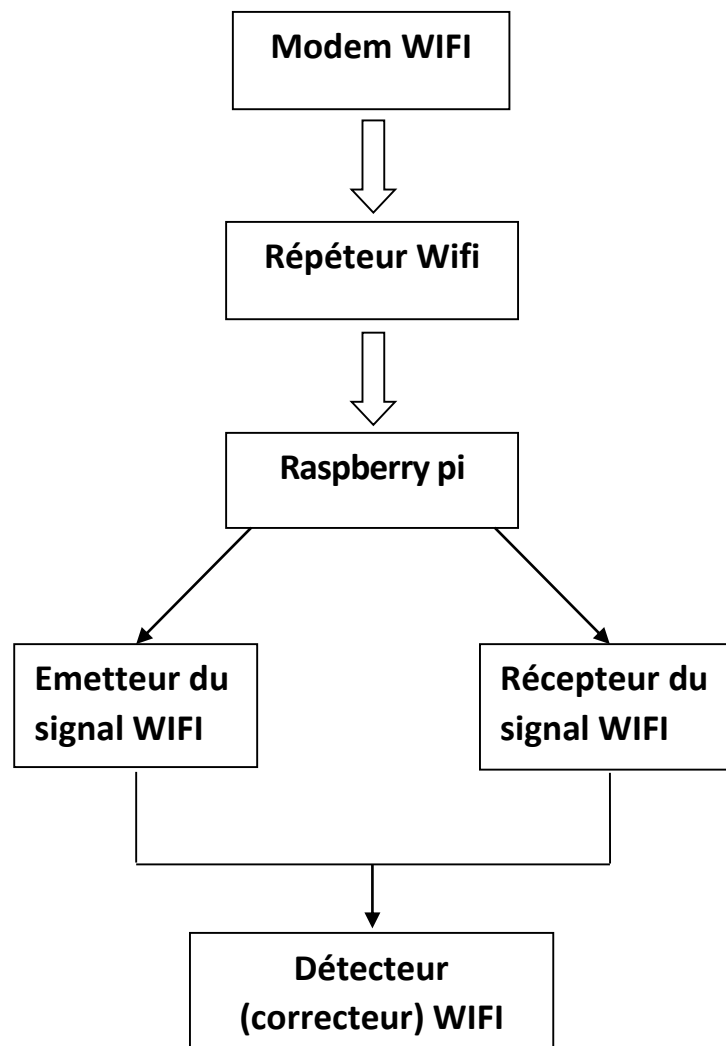 Modem WIFI
Répéteur Wifi
Raspberry pi
Emetteur du
signal WIFI
Récepteur du
signal WIFI
Détecteur
(correcteur) WIFI